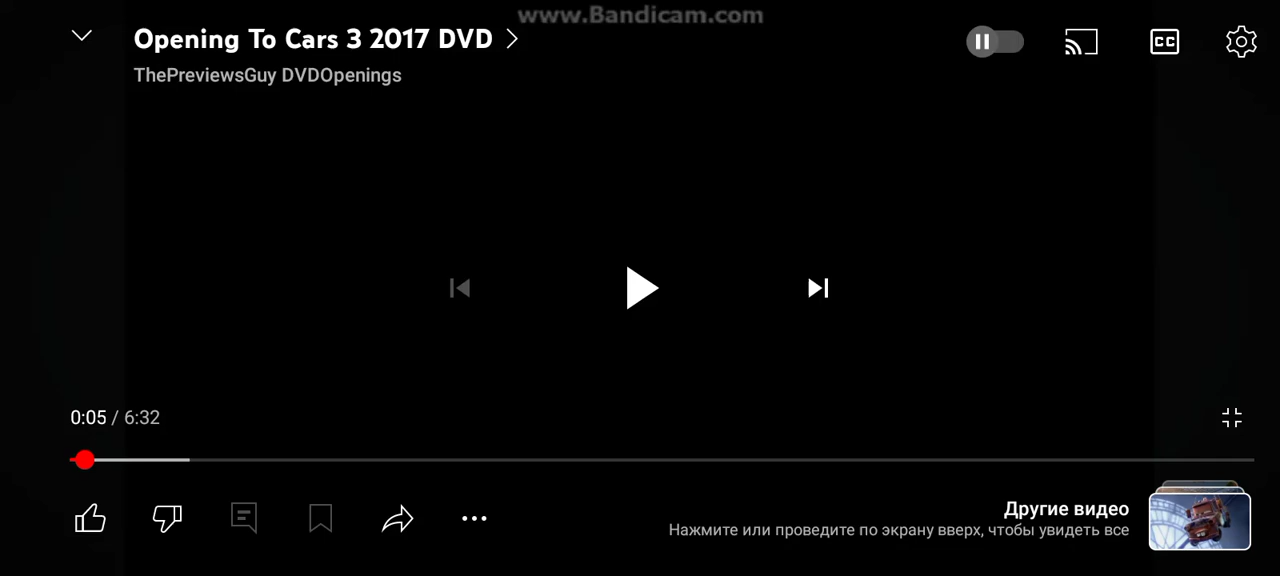 www.Bandicam.com
Opening To Cars 3 2017 DVD
ThePreviewsGuy DVDOpenings
CC
0:05 / 6:32
Другие видео
Нажмите или проведите по экрану вверх, чтобы увидеть все